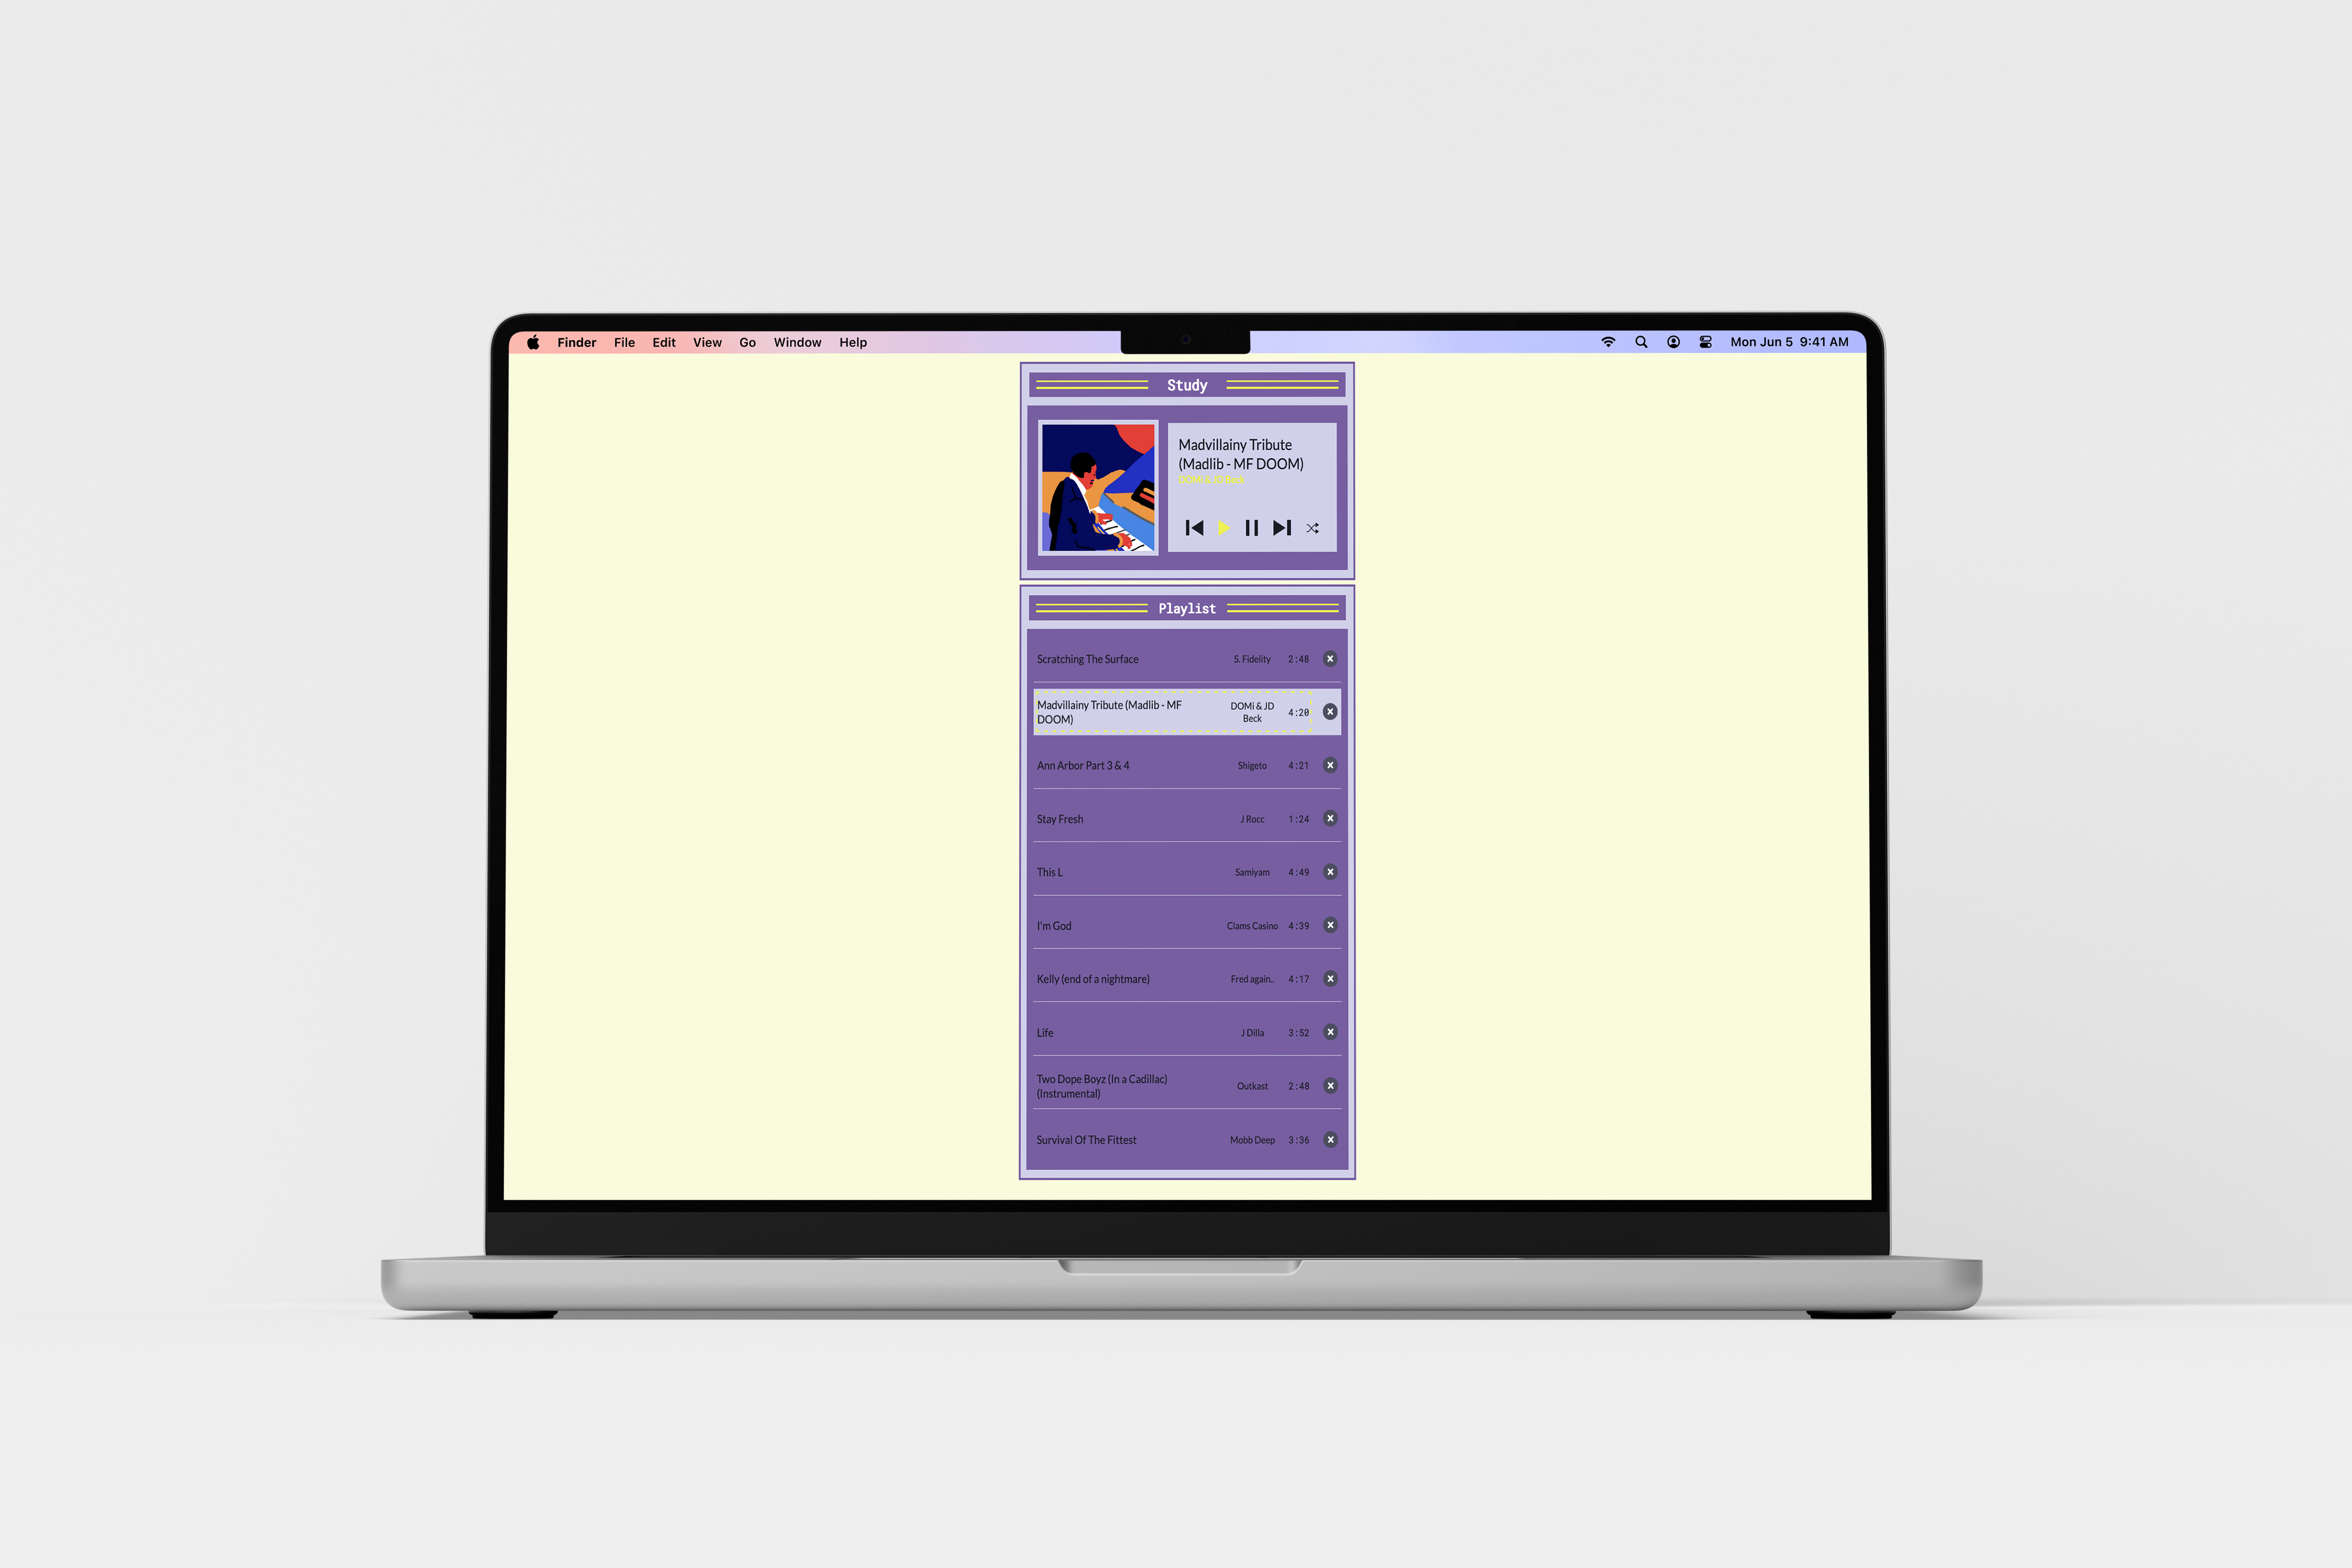 Finder File Edit View Go Window Help Mon Jun 5 9:41 AM
Study
Madvillainy Tribute
(Madlib - MF DOOM)
DOMi & JD Beck
Playlist
Scratching The Surface S. Fidelity 2:48
Madvillainy Tribute (Madlib - MF
DOOM)
DOMi & JD
Beck
4:20
Ann Arbor Part 3 & 4 Shigeto 4:21
Stay Fresh J Rocc 1:24
This L Samiyam 4:49
I'm God Clams Casino 4:39
Kelly (end of a nightmare) Fred again.. 4:17
Life J Dilla 3:52
Two Dope Boyz (In a Cadillac)
(Instrumental)
Outkast 2:48
Survival Of The Fittest Mobb Deep 3:36